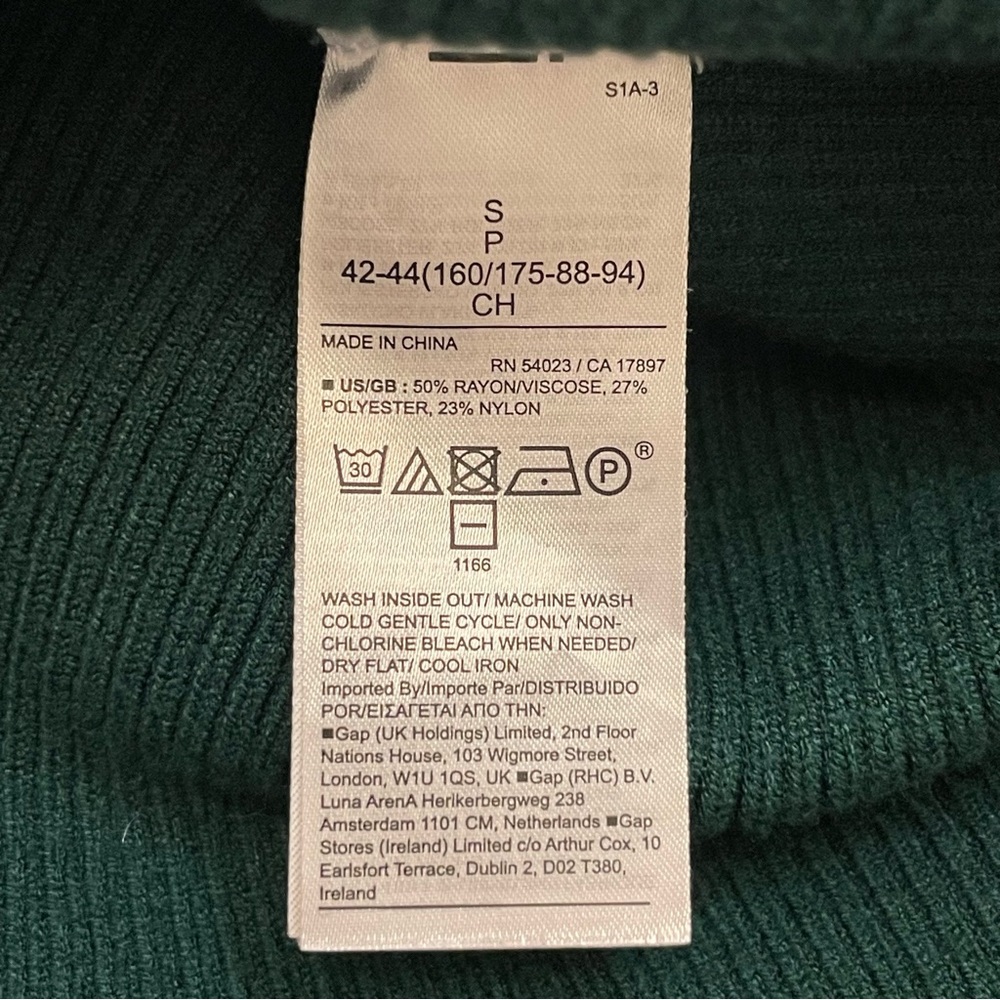 S1A-3
S
P
42-44(160/175-88-94)
CH
MADE IN CHINA
RN 54023 / CA 17897
US/GB : 50% RAYON/VISCOSE, 27%
POLYESTER, 23% NYLON
30
P
®
1166
WASH INSIDE OUT/ MACHINE WASH
COLD GENTLE CYCLE/ ONLY NON-
CHLORINE BLEACH WHEN NEEDED/
DRY FLAT/ COOL IRON
Imported By/Importe Par/DISTRIBUIDO
POR/ΕΙΣΑΓΕΤΑΙ ΑΠΟ ΤΗΝ:
■Gap (UK Holdings) Limited, 2nd Floor
Nations House, 103 Wigmore Street,
London, W1U 1QS, UK ■Gap (RHC) B.V.
Luna ArenA Herlkerbergweg 238
Amsterdam 1101 CM, Netherlands ■Gap
Stores (Ireland) Limited c/o Arthur Cox, 10
Earlsfort Terrace, Dublin 2, D02 T380,
Ireland